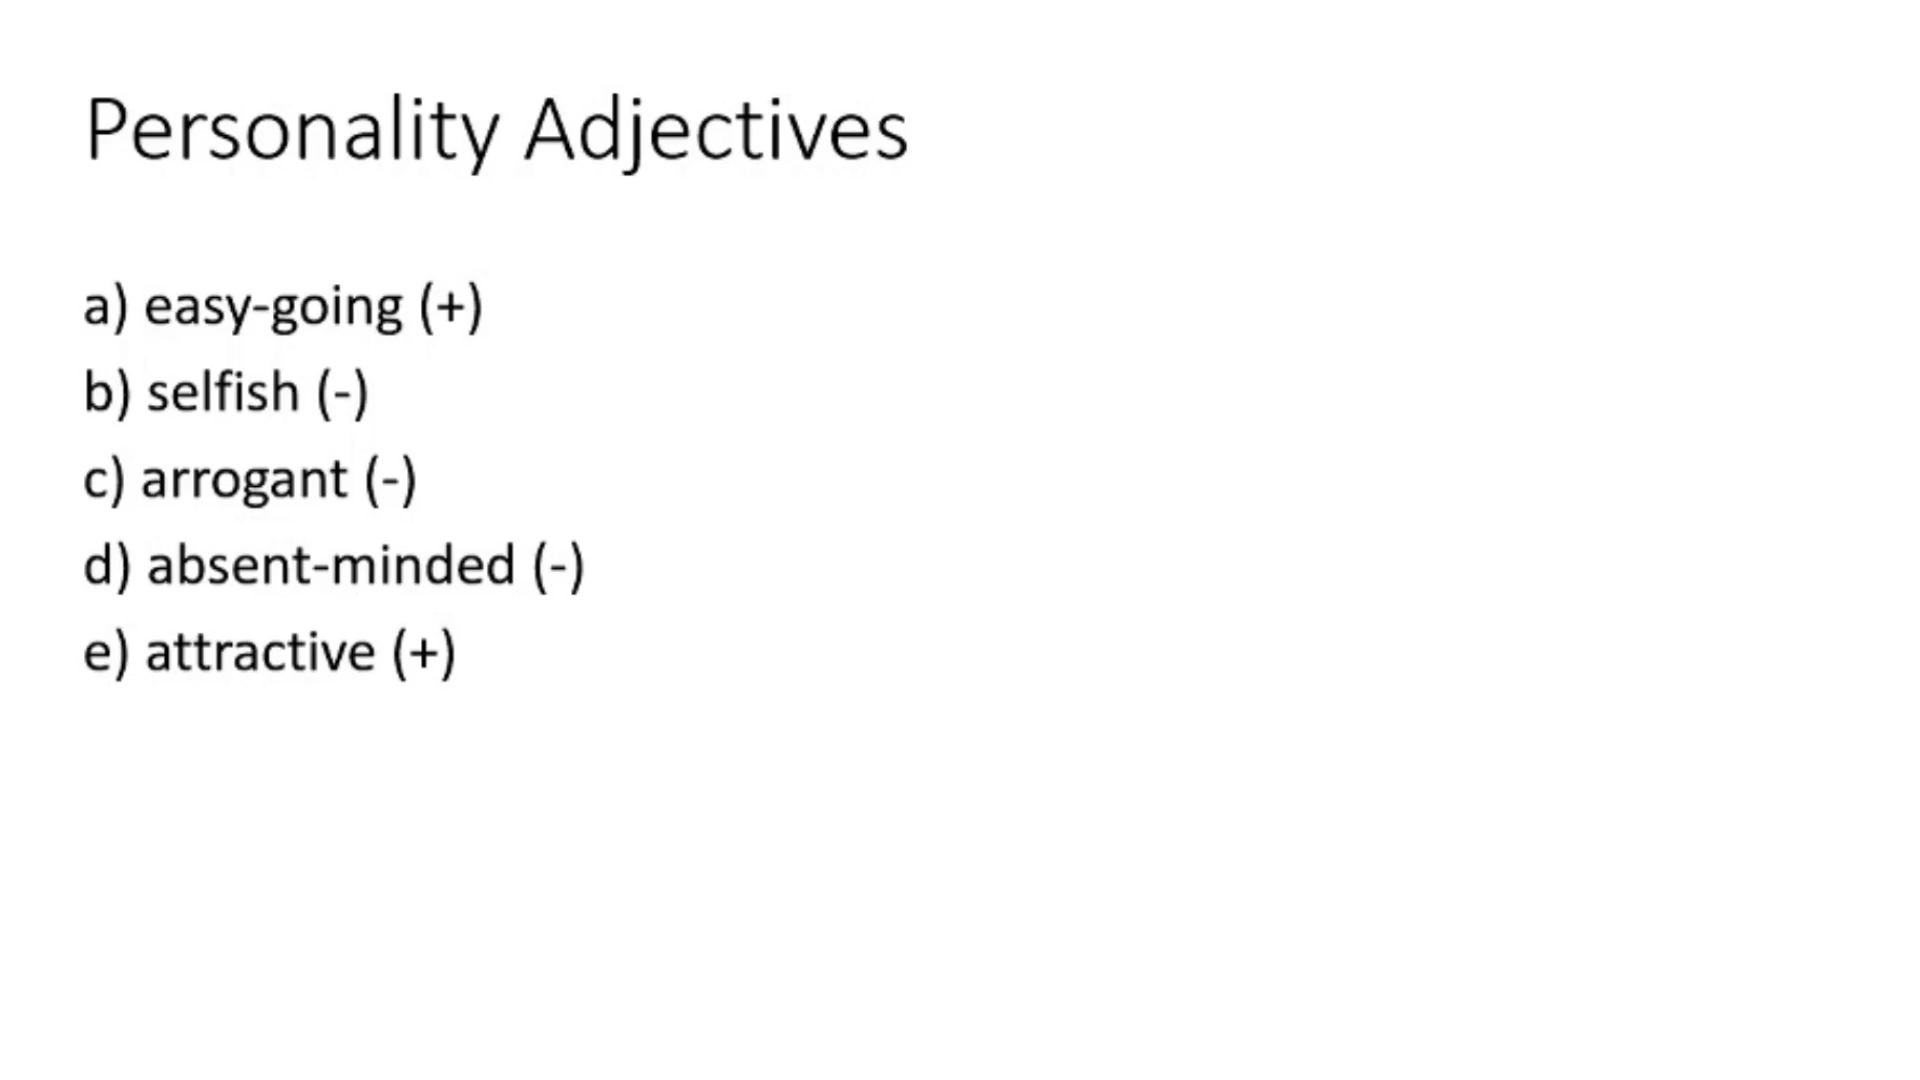 Personality Adjectives
a) easy-going (+)
b) selfish (-)
c) arrogant (-)
d) absent-minded (-)
e) attractive (+)